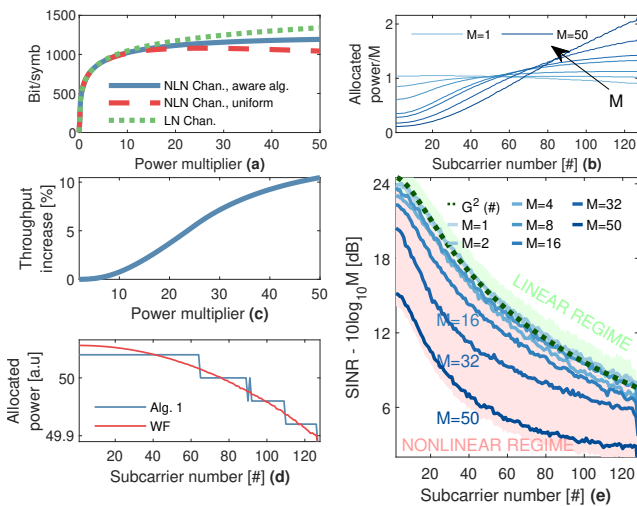 1500
1000
500
0
Bit/symb
NLN Chan., aware alg.
NLN Chan., uniform
LN Chan.
0 10 20 30 40 50
Power multiplier (a)
2
1
0
Allocated
power/M
M=1
M=50
M
20 40 60 80 100 120
Subcarrier number [#] (b)
10
5
0
Throughput
increase [%]
10 20 30 40 50
Power multiplier (c)
50
49.9
Allocated
power [a.u]
Alg. 1
WF
20 40 60 80 100 120
Subcarrier number [#] (d)
24
18
12
6
SINR - 10log10M [dB]
G² (#)
M=1
M=2
M=4
M=8
M=16
M=32
M=50
LINEAR REGIME
M=16
M=32
M=50
NONLINEAR REGIME
20 40 60 80 100 120
Subcarrier number [#] (e)